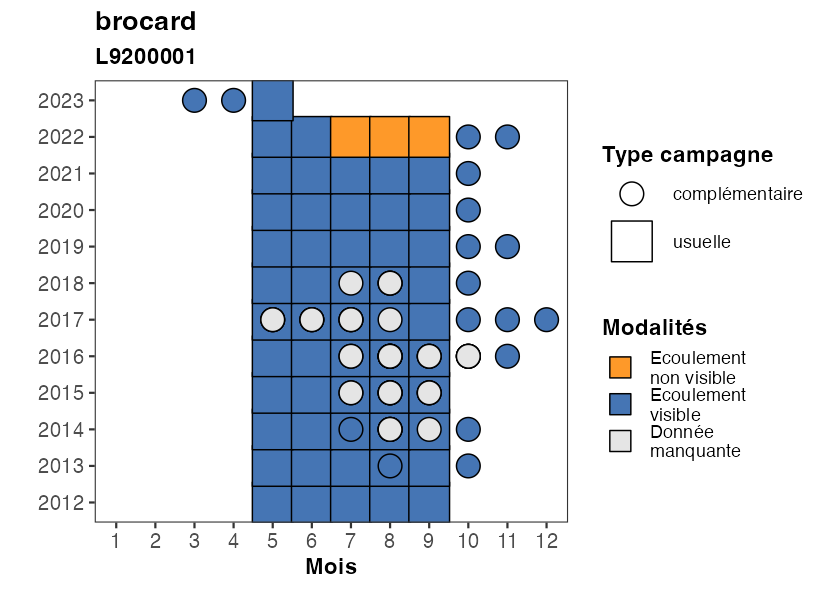 brocard
L9200001
2023
2022
2021
2020
2019
2018
2017
2016
2015
2014
2013
2012
1 2 3 4 5 6 7 8 9 10 11 12
Mois
Type campagne
complémentaire
usuelle
Modalités
Ecoulement
non visible
Ecoulement
visible
Donnée
manquante